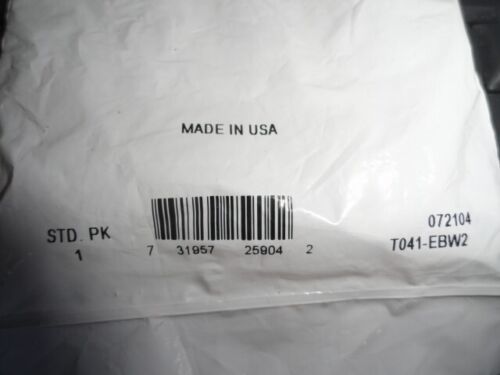 MADE IN USA
STD. PK
1
7 31957 25904 2
072104
T041-EBW2